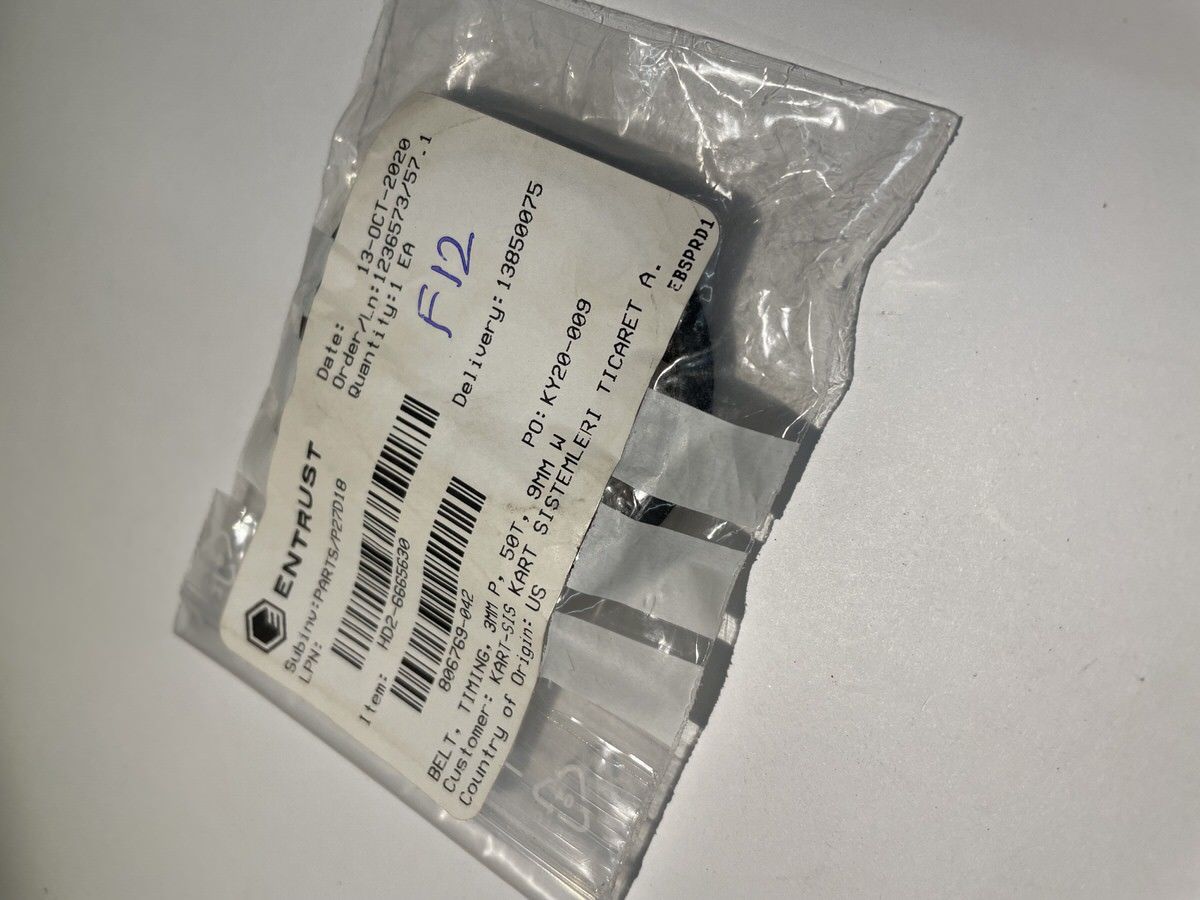 ENTRUST
Date: 13-OCT-2020
Subinv:PARTS/P27D18
Order/Ln:1236573/57.1
LPN:
Quantity:1 EA
HD2-6665630
F12
Item:
Delivery:13850075
806769-042
BELT, TIMING, 3MM P, 50T, 9MM W
PO:KY20-009
Customer: KART-SIS KART SISTEMLERI TICARET A.
Country of Origin: US
EBSPRD1